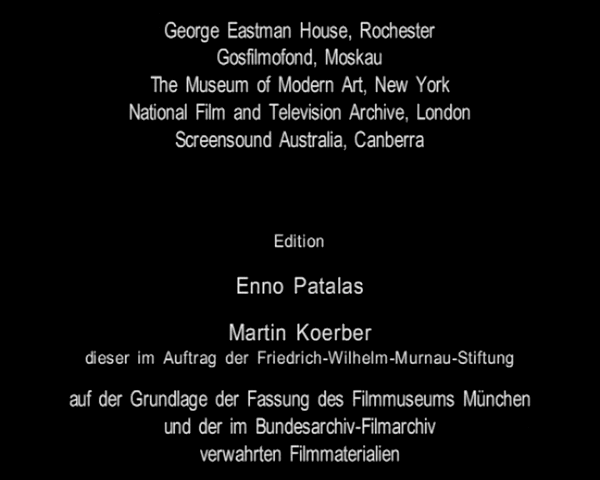 George Eastman House, Rochester
Gosfilmofond, Moskau
The Museum of Modern Art, New York
National Film and Television Archive, London
Screensound Australia, Canberra
Edition
Enno Patalas
Martin Koerber
dieser im Auftrag der Friedrich-Wilhelm-Murnau-Stiftung
auf der Grundlage der Fassung des Filmmuseums München
und der im Bundesarchiv-Filmarchiv
verwahrten Filmmaterialien